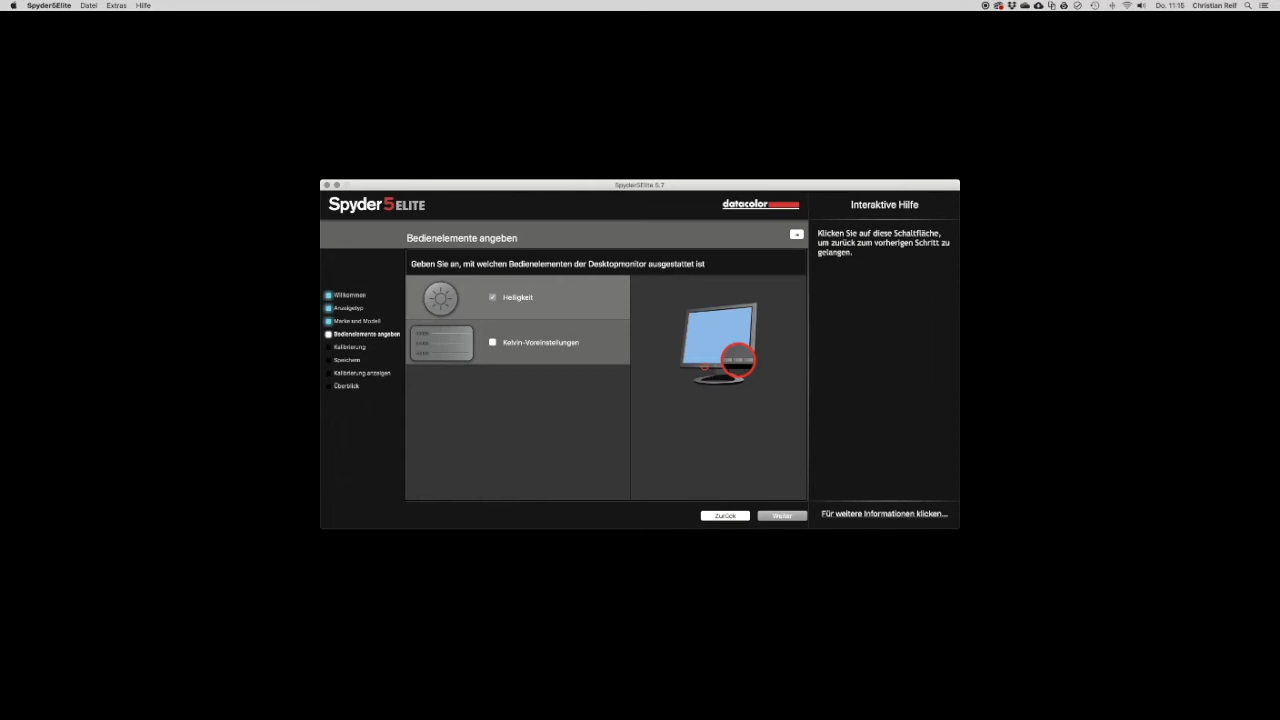 Spyder5Elite Datei Extras Hilfe
Do. 11:15 Christian Reif
Spyder5Elite 5.7
Spyder5ELITE
datacolor
Interaktive Hilfe
Bedienelemente angeben
Klicken Sie auf diese Schaltfläche,
um zurück zum vorherigen Schritt zu
gelangen.
Geben Sie an, mit welchen Bedienelementen der Desktopmonitor ausgestattet ist
Willkommen
Anzeigetyp
Marke und Modell
Bedienelemente angeben
Kalibrierung
Speichern
Kalibrierung anzeigen
Überblick
Helligkeit
Kelvin-Voreinstellungen
Zurück
Weiter
Für weitere Informationen klicken...